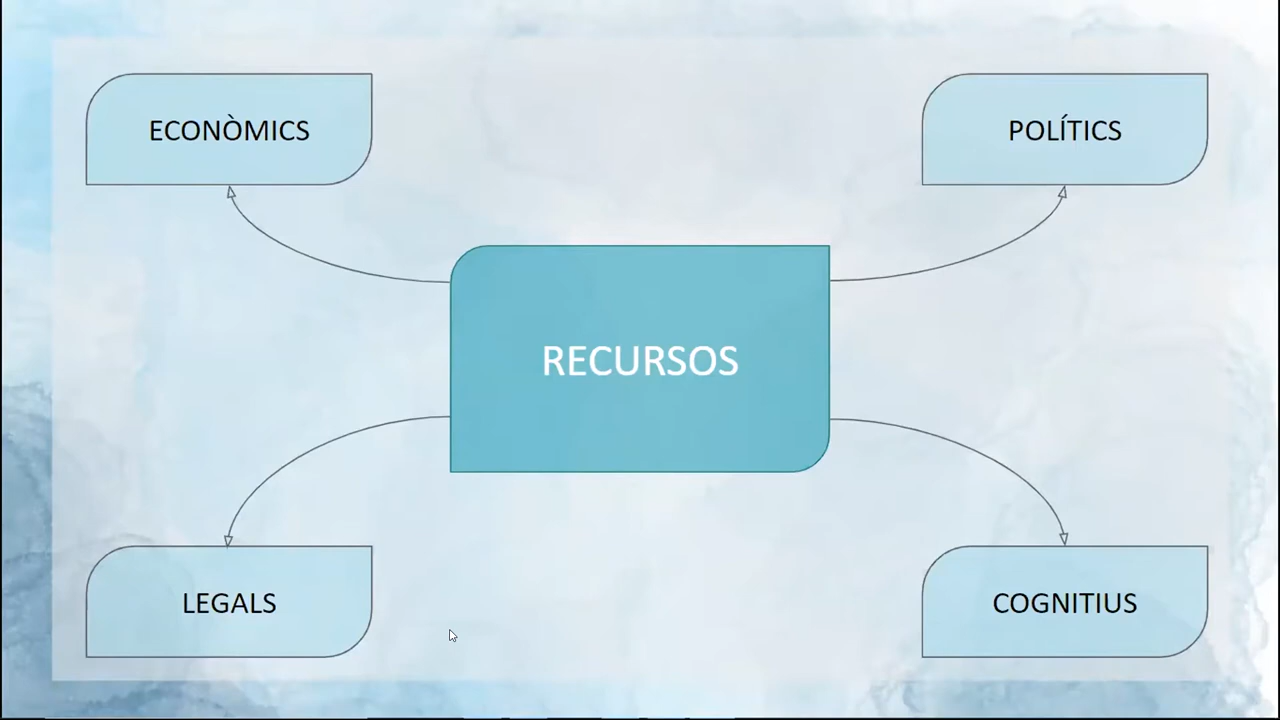 ECONÒMICS
POLÍTICS
RECURSOS
LEGALS
COGNITIUS